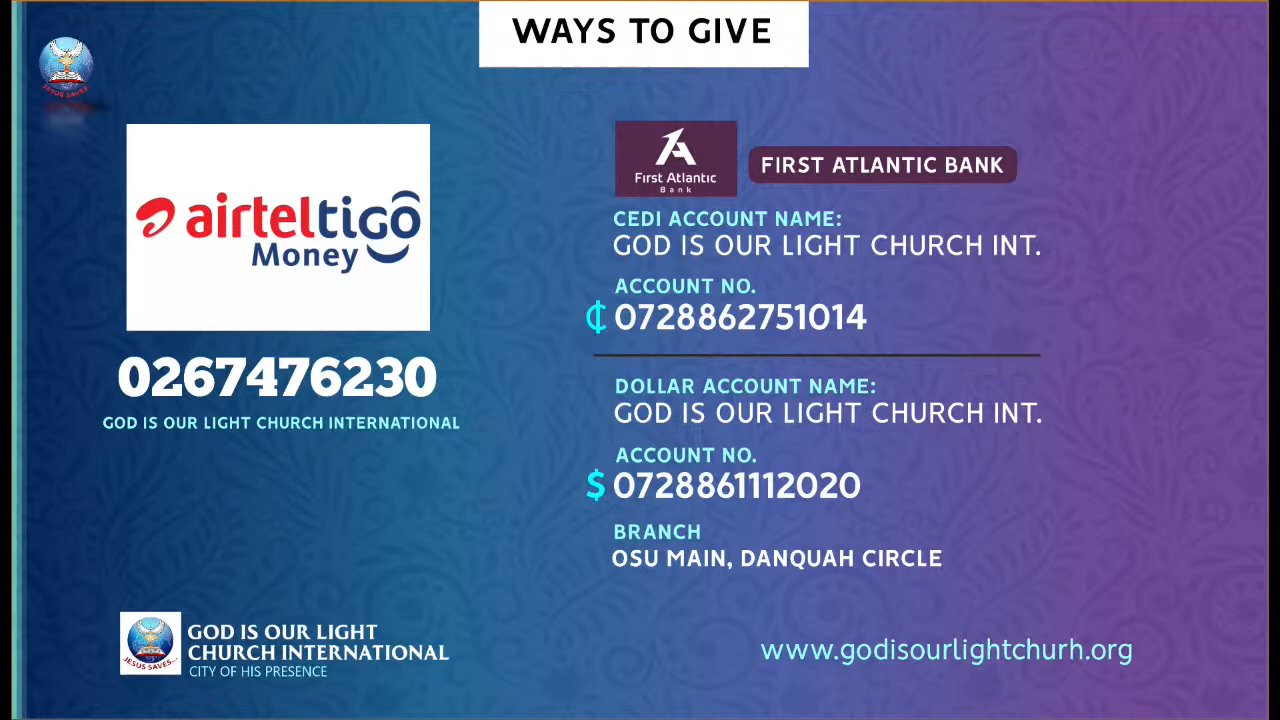 WAYS TO GIVE
JESUS SAVES...
airteltigo
Money
0267476230
GOD IS OUR LIGHT CHURCH INTERNATIONAL
First Atlantic
Bank
FIRST ATLANTIC BANK
CEDI ACCOUNT NAME:
GOD IS OUR LIGHT CHURCH INT.
ACCOUNT NO.
₵ 0728862751014
DOLLAR ACCOUNT NAME:
GOD IS OUR LIGHT CHURCH INT.
ACCOUNT NO.
$ 0728861112020
BRANCH
OSU MAIN, DANQUAH CIRCLE
JESUS SAVES...
GOD IS OUR LIGHT
CHURCH INTERNATIONAL
CITY OF HIS PRESENCE
www.godisourlightchurh.org